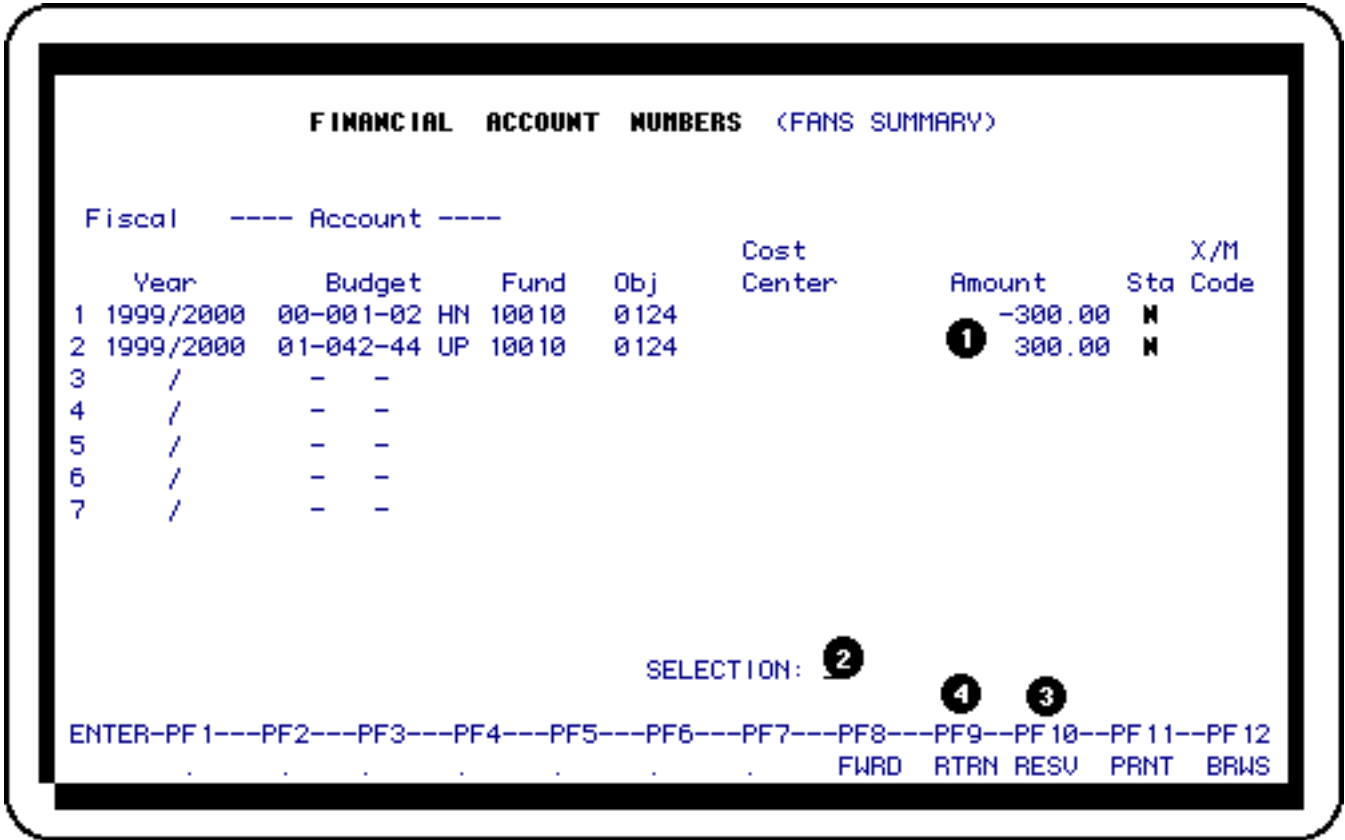 FINANCIAL ACCOUNT NUMBERS (FANS SUMMARY)
Fiscal ---- Account ----
Cost X/M
Year Budget Fund Obj Center Amount Sta Code
1 1999/2000 00-001-02 HN 10010 0124 -300.00 N
2 1999/2000 01-042-44 UP 10010 0124 1 300.00 N
3 / - -
4 / - -
5 / - -
6 / - -
7 / - -
SELECTION: 2
4 3
ENTER-PF1---PF2---PF3---PF4---PF5---PF6---PF7---PF8---PF9--PF10--PF11--PF12
. . . . . . . FWRD RTRN RESV PRNT BRWS